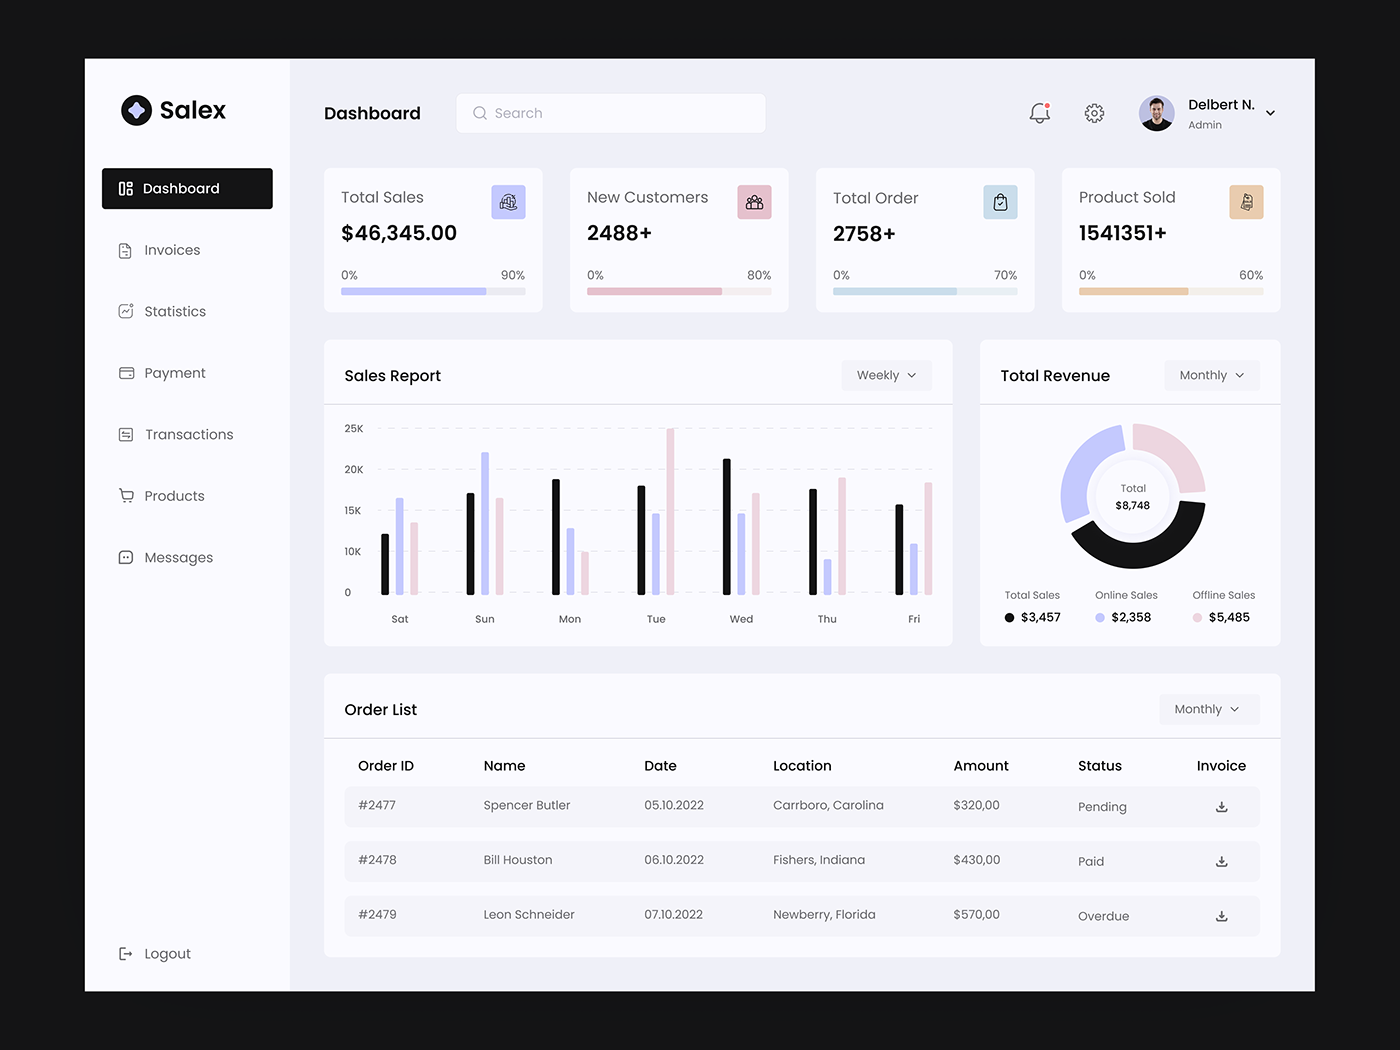 Salex
Dashboard
Invoices
Statistics
Payment
Transactions
Products
Messages
Logout
Dashboard
Search
Delbert N.
Admin
Total Sales
$46,345.00
0% 90%
New Customers
2488+
0% 80%
Total Order
2758+
0% 70%
Product Sold
1541351+
0% 60%
Sales Report
Weekly
25K
20K
15K
10K
0
Sat Sun Mon Tue Wed Thu Fri
Total Revenue
Monthly
Total
$8,748
Total Sales Online Sales Offline Sales
$3,457 $2,358 $5,485
Order List
Monthly
Order ID Name Date Location Amount Status Invoice
#2477 Spencer Butler 05.10.2022 Carrboro, Carolina $320,00 Pending
#2478 Bill Houston 06.10.2022 Fishers, Indiana $430,00 Paid
#2479 Leon Schneider 07.10.2022 Newberry, Florida $570,00 Overdue